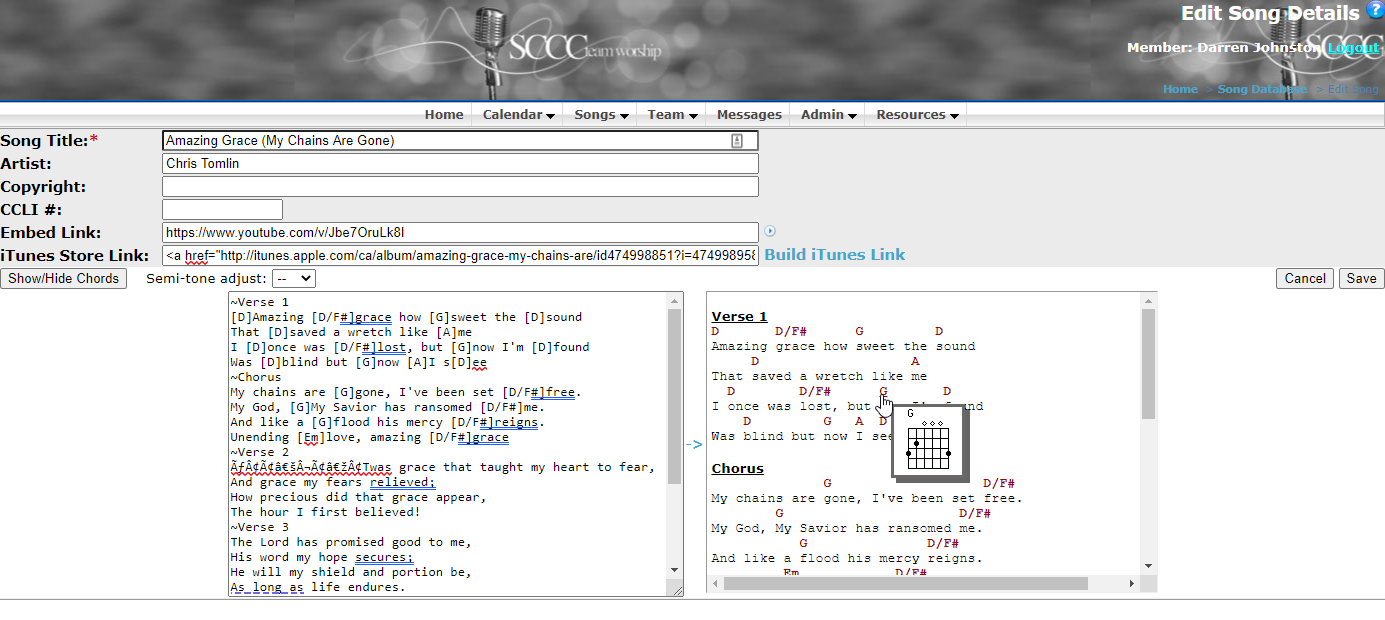 Edit Song Details ?
SCCC team worship
Member: Darren Johnston Logout
SCCC
Home > Song Database > Edit song
Home Calendar Songs Team Messages Admin Resources
Song Title:* Amazing Grace (My Chains Are Gone)
Artist: Chris Tomlin
Copyright:
CCLI #:
Embed Link: https://www.youtube.com/v/Jbe7OruLk8I
iTunes Store Link: <a href="http://itunes.apple.com/ca/album/amazing-grace-my-chains-are/id474998851?i=474998958 Build iTunes Link
Show/Hide Chords Semi-tone adjust: -- Cancel Save
~Verse 1
[D]Amazing [D/F#]grace how [G]sweet the [D]sound
That [D]saved a wretch like [A]me
I [D]once was [D/F#]lost, but [G]now I'm [D]found
Was [D]blind but [G]now [A]I s[D]ee
~Chorus
My chains are [G]gone, I've been set [D/F#]free.
My God, [G]My Savior has ransomed [D/F#]me.
And like a [G]flood his mercy [D/F#]reigns.
Unending [Em]love, amazing [D/F#]grace
~Verse 2
Ãƒ¢Ã¢â€šÂ¬Ã¢â€žÂ¢Twas grace that taught my heart to fear,
And grace my fears relieved;
How precious did that grace appear,
The hour I first believed!
~Verse 3
The Lord has promised good to me,
His word my hope secures;
He will my shield and portion be,
As long as life endures.
->
Verse 1
D D/F# G D
Amazing grace how sweet the sound
D A
That saved a wretch like me
D D/F# G D
I once was lost, but found
D G A D
Was blind but now I see
G
Chorus
G D/F#
My chains are gone, I've been set free.
G D/F#
My God, My Savior has ransomed me.
G D/F#
And like a flood his mercy reigns.
Em D/F#